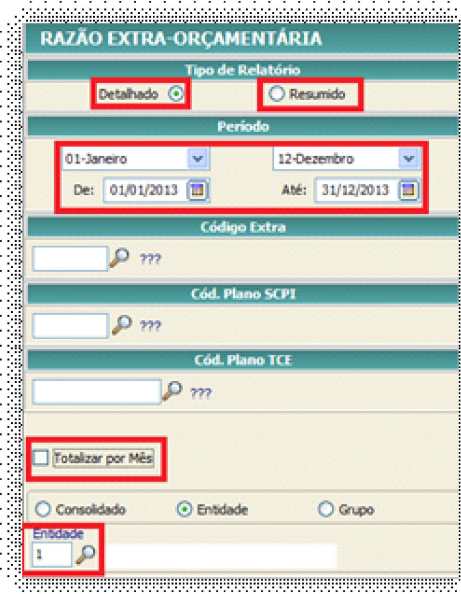 RAZÃO EXTRA-ORÇAMENTÁRIA
Tipo de Relatório
Detalhado Resumido
Período
01-Janeiro 12-Dezembro
De: 01/01/2013 Até: 31/12/2013
Código Extra
???
Cód. Plano SCPI
???
Cód. Plano TCE
???
Totalizar por Mês
Consolidado Entidade Grupo
Entidade
1